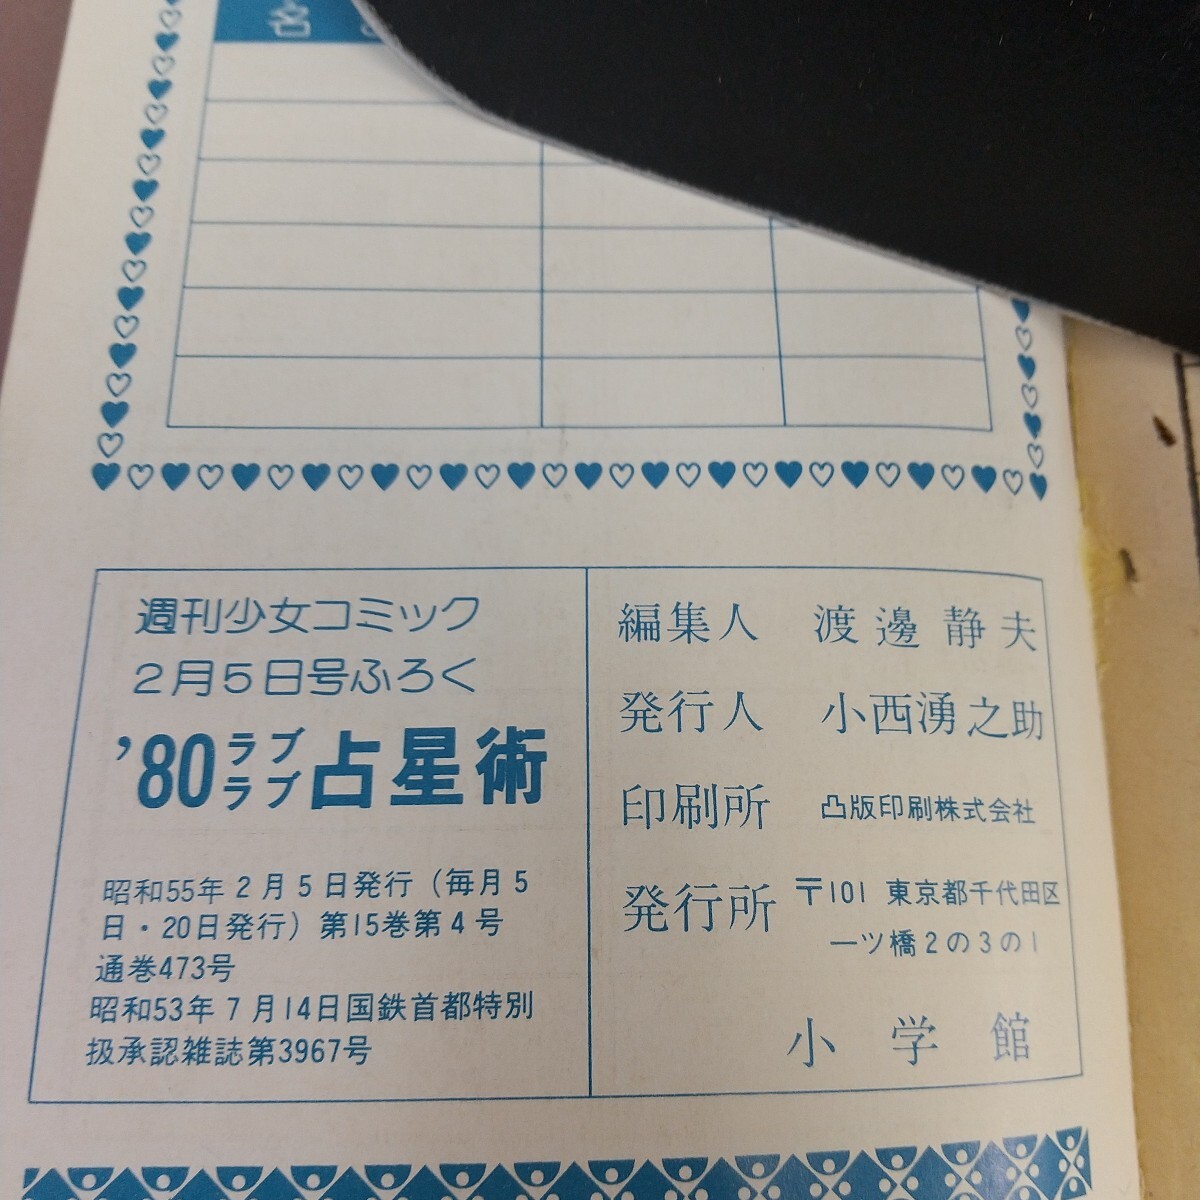 名
週刊少女コミック
2月5日号ふろく
'80ラブラブ占星術
昭和55年2月5日発行（毎月5
日・20日発行）第15巻第4号
通巻473号
昭和53年7月14日国鉄首都特別
扱承認雑誌第3967号
編集人 渡邊静夫
発行人 小西湧之助
印刷所 凸版印刷株式会社
発行所 〒101 東京都千代田区
一ツ橋2の3の1
小学館